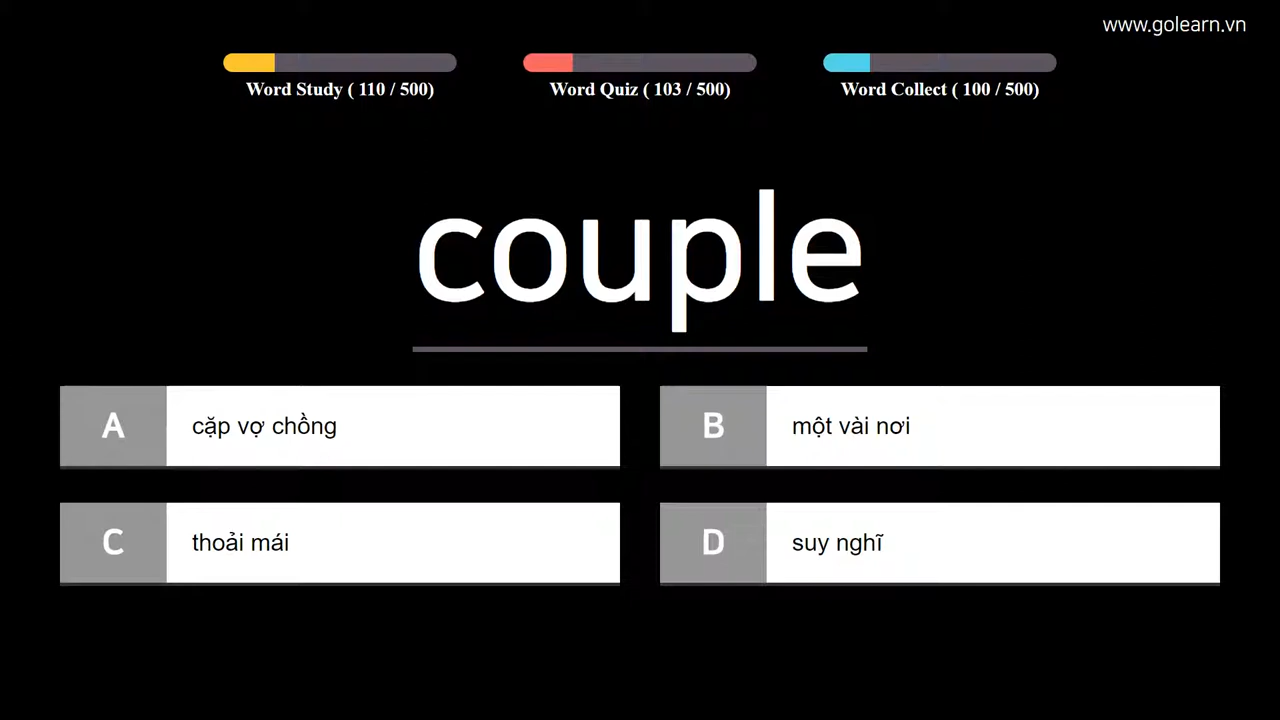 www.golearn.vn
Word Study ( 110 / 500)
Word Quiz ( 103 / 500)
Word Collect ( 100 / 500)
couple
A cặp vợ chồng
B một vài nơi
C thoải mái
D suy nghĩ